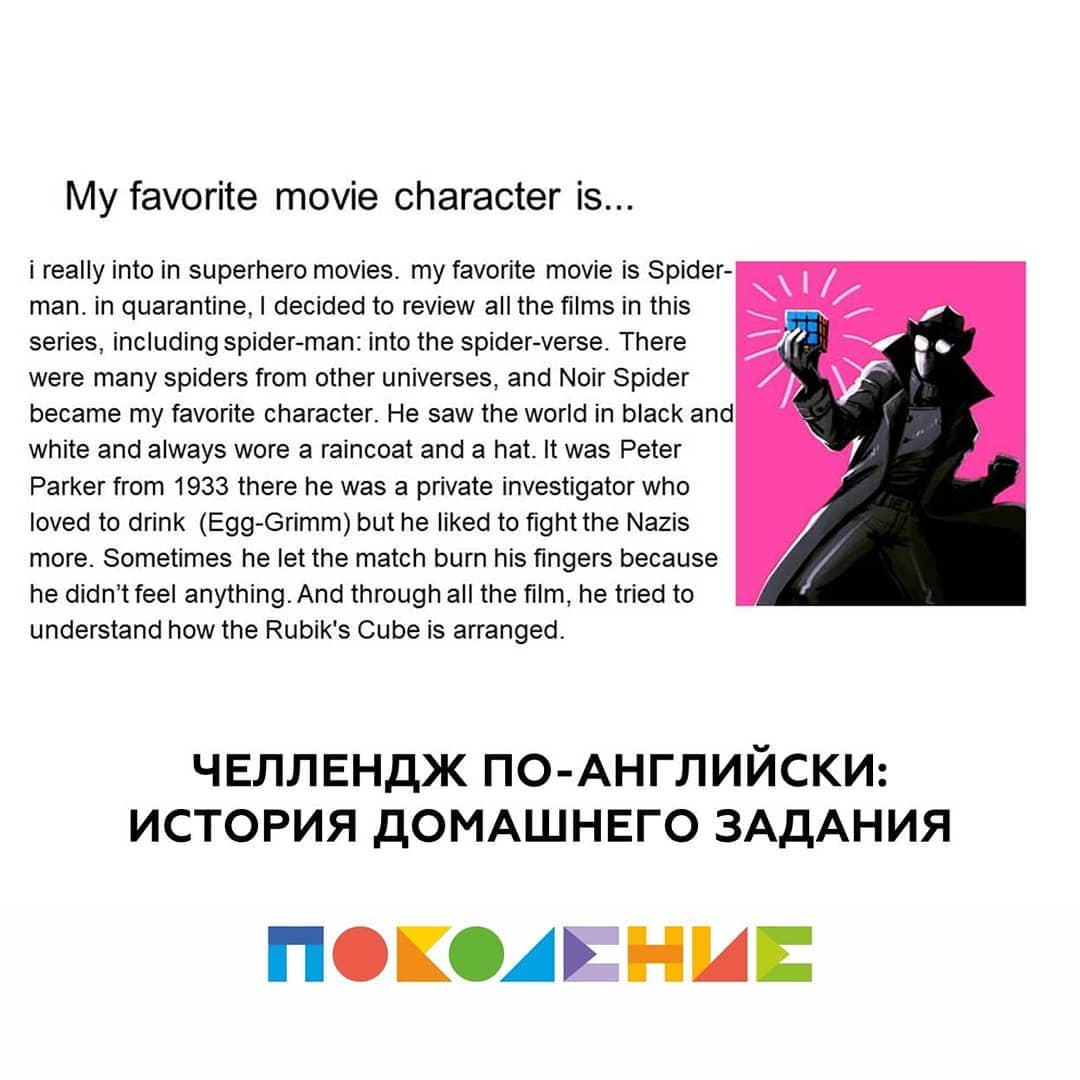 My favorite movie character is...
i really into in superhero movies. my favorite movie is Spider-
man. in quarantine, I decided to review all the films in this
series, including spider-man: into the spider-verse. There
were many spiders from other universes, and Noir Spider
became my favorite character. He saw the world in black and
white and always wore a raincoat and a hat. It was Peter
Parker from 1933 there he was a private investigator who
loved to drink (Egg-Grimm) but he liked to fight the Nazis
more. Sometimes he let the match burn his fingers because
he didn’t feel anything. And through all the film, he tried to
understand how the Rubik's Cube is arranged.
ЧЕЛЛЕНДЖ ПО-АНГЛИЙСКИ:
ИСТОРИЯ ДОМАШНЕГО ЗАДАНИЯ
ПОКОЛЕНИЕ